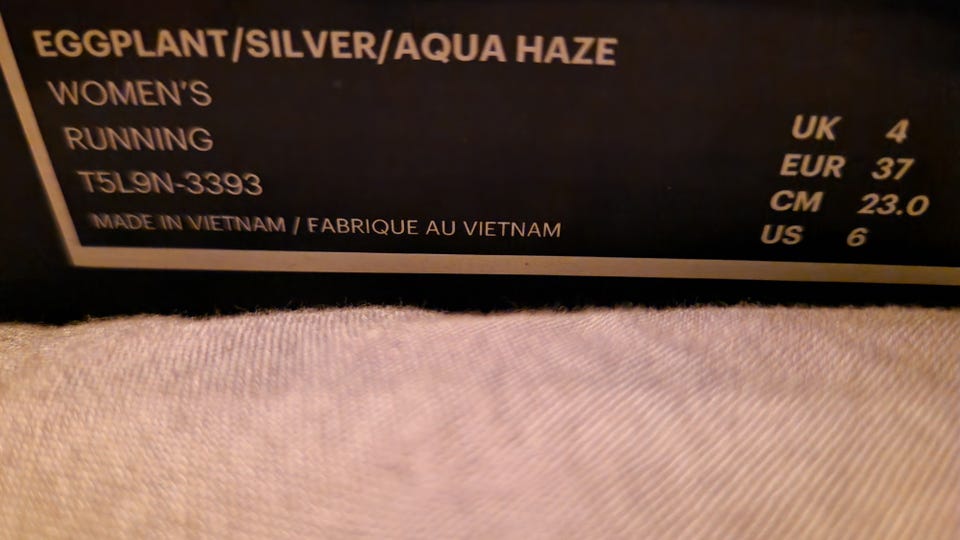 EGGPLANT/SILVER/AQUA HAZE
WOMEN'S
RUNNING
T5L9N-3393
MADE IN VIETNAM / FABRIQUE AU VIETNAM
UK 4
EUR 37
CM 23.0
US 6